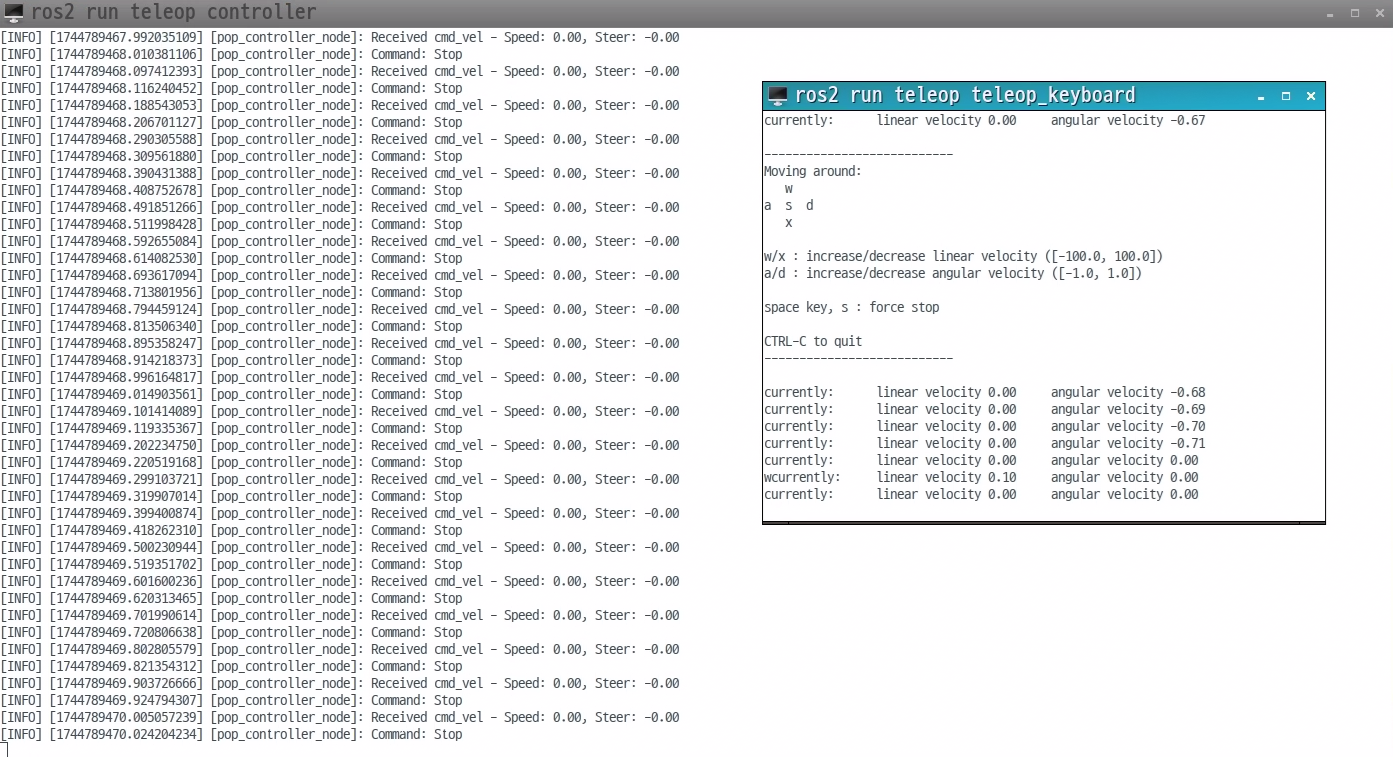 ros2 run teleop controller
[INFO] [1744789467.992035109] [pop_controller_node]: Received cmd_vel - Speed: 0.00, Steer: -0.00
[INFO] [1744789468.010381106] [pop_controller_node]: Command: Stop
[INFO] [1744789468.097412393] [pop_controller_node]: Received cmd_vel - Speed: 0.00, Steer: -0.00
[INFO] [1744789468.116240452] [pop_controller_node]: Command: Stop
[INFO] [1744789468.188543053] [pop_controller_node]: Received cmd_vel - Speed: 0.00, Steer: -0.00
[INFO] [1744789468.206701127] [pop_controller_node]: Command: Stop
[INFO] [1744789468.290305588] [pop_controller_node]: Received cmd_vel - Speed: 0.00, Steer: -0.00
[INFO] [1744789468.309561880] [pop_controller_node]: Command: Stop
[INFO] [1744789468.390431388] [pop_controller_node]: Received cmd_vel - Speed: 0.00, Steer: -0.00
[INFO] [1744789468.408752678] [pop_controller_node]: Command: Stop
[INFO] [1744789468.491851266] [pop_controller_node]: Received cmd_vel - Speed: 0.00, Steer: -0.00
[INFO] [1744789468.511998428] [pop_controller_node]: Command: Stop
[INFO] [1744789468.592655084] [pop_controller_node]: Received cmd_vel - Speed: 0.00, Steer: -0.00
[INFO] [1744789468.614082530] [pop_controller_node]: Command: Stop
[INFO] [1744789468.693617094] [pop_controller_node]: Received cmd_vel - Speed: 0.00, Steer: -0.00
[INFO] [1744789468.713801956] [pop_controller_node]: Command: Stop
[INFO] [1744789468.794459124] [pop_controller_node]: Received cmd_vel - Speed: 0.00, Steer: -0.00
[INFO] [1744789468.813506340] [pop_controller_node]: Command: Stop
[INFO] [1744789468.895358247] [pop_controller_node]: Received cmd_vel - Speed: 0.00, Steer: -0.00
[INFO] [1744789468.914218373] [pop_controller_node]: Command: Stop
[INFO] [1744789468.996164817] [pop_controller_node]: Received cmd_vel - Speed: 0.00, Steer: -0.00
[INFO] [1744789469.014903561] [pop_controller_node]: Command: Stop
[INFO] [1744789469.101414089] [pop_controller_node]: Received cmd_vel - Speed: 0.00, Steer: -0.00
[INFO] [1744789469.119335367] [pop_controller_node]: Command: Stop
[INFO] [1744789469.202234750] [pop_controller_node]: Received cmd_vel - Speed: 0.00, Steer: -0.00
[INFO] [1744789469.220519168] [pop_controller_node]: Command: Stop
[INFO] [1744789469.299103721] [pop_controller_node]: Received cmd_vel - Speed: 0.00, Steer: -0.00
[INFO] [1744789469.319907014] [pop_controller_node]: Command: Stop
[INFO] [1744789469.399400874] [pop_controller_node]: Received cmd_vel - Speed: 0.00, Steer: -0.00
[INFO] [1744789469.418262310] [pop_controller_node]: Command: Stop
[INFO] [1744789469.500230944] [pop_controller_node]: Received cmd_vel - Speed: 0.00, Steer: -0.00
[INFO] [1744789469.519351702] [pop_controller_node]: Command: Stop
[INFO] [1744789469.601600236] [pop_controller_node]: Received cmd_vel - Speed: 0.00, Steer: -0.00
[INFO] [1744789469.620313465] [pop_controller_node]: Command: Stop
[INFO] [1744789469.701990614] [pop_controller_node]: Received cmd_vel - Speed: 0.00, Steer: -0.00
[INFO] [1744789469.720806638] [pop_controller_node]: Command: Stop
[INFO] [1744789469.802805579] [pop_controller_node]: Received cmd_vel - Speed: 0.00, Steer: -0.00
[INFO] [1744789469.821354312] [pop_controller_node]: Command: Stop
[INFO] [1744789469.903726666] [pop_controller_node]: Received cmd_vel - Speed: 0.00, Steer: -0.00
[INFO] [1744789469.924794307] [pop_controller_node]: Command: Stop
[INFO] [1744789470.005057239] [pop_controller_node]: Received cmd_vel - Speed: 0.00, Steer: -0.00
[INFO] [1744789470.024204234] [pop_controller_node]: Command: Stop
ros2 run teleop teleop_keyboard
currently:      linear velocity 0.00     angular velocity -0.67
---------------------------
Moving around:
   w
a  s  d
   x
w/x : increase/decrease linear velocity ([-100.0, 100.0])
a/d : increase/decrease angular velocity ([-1.0, 1.0])
space key, s : force stop
CTRL-C to quit
---------------------------
currently:      linear velocity 0.00     angular velocity -0.68
currently:      linear velocity 0.00     angular velocity -0.69
currently:      linear velocity 0.00     angular velocity -0.70
currently:      linear velocity 0.00     angular velocity -0.71
currently:      linear velocity 0.00     angular velocity 0.00
wcurrently:     linear velocity 0.10     angular velocity 0.00
currently:      linear velocity 0.00     angular velocity 0.00